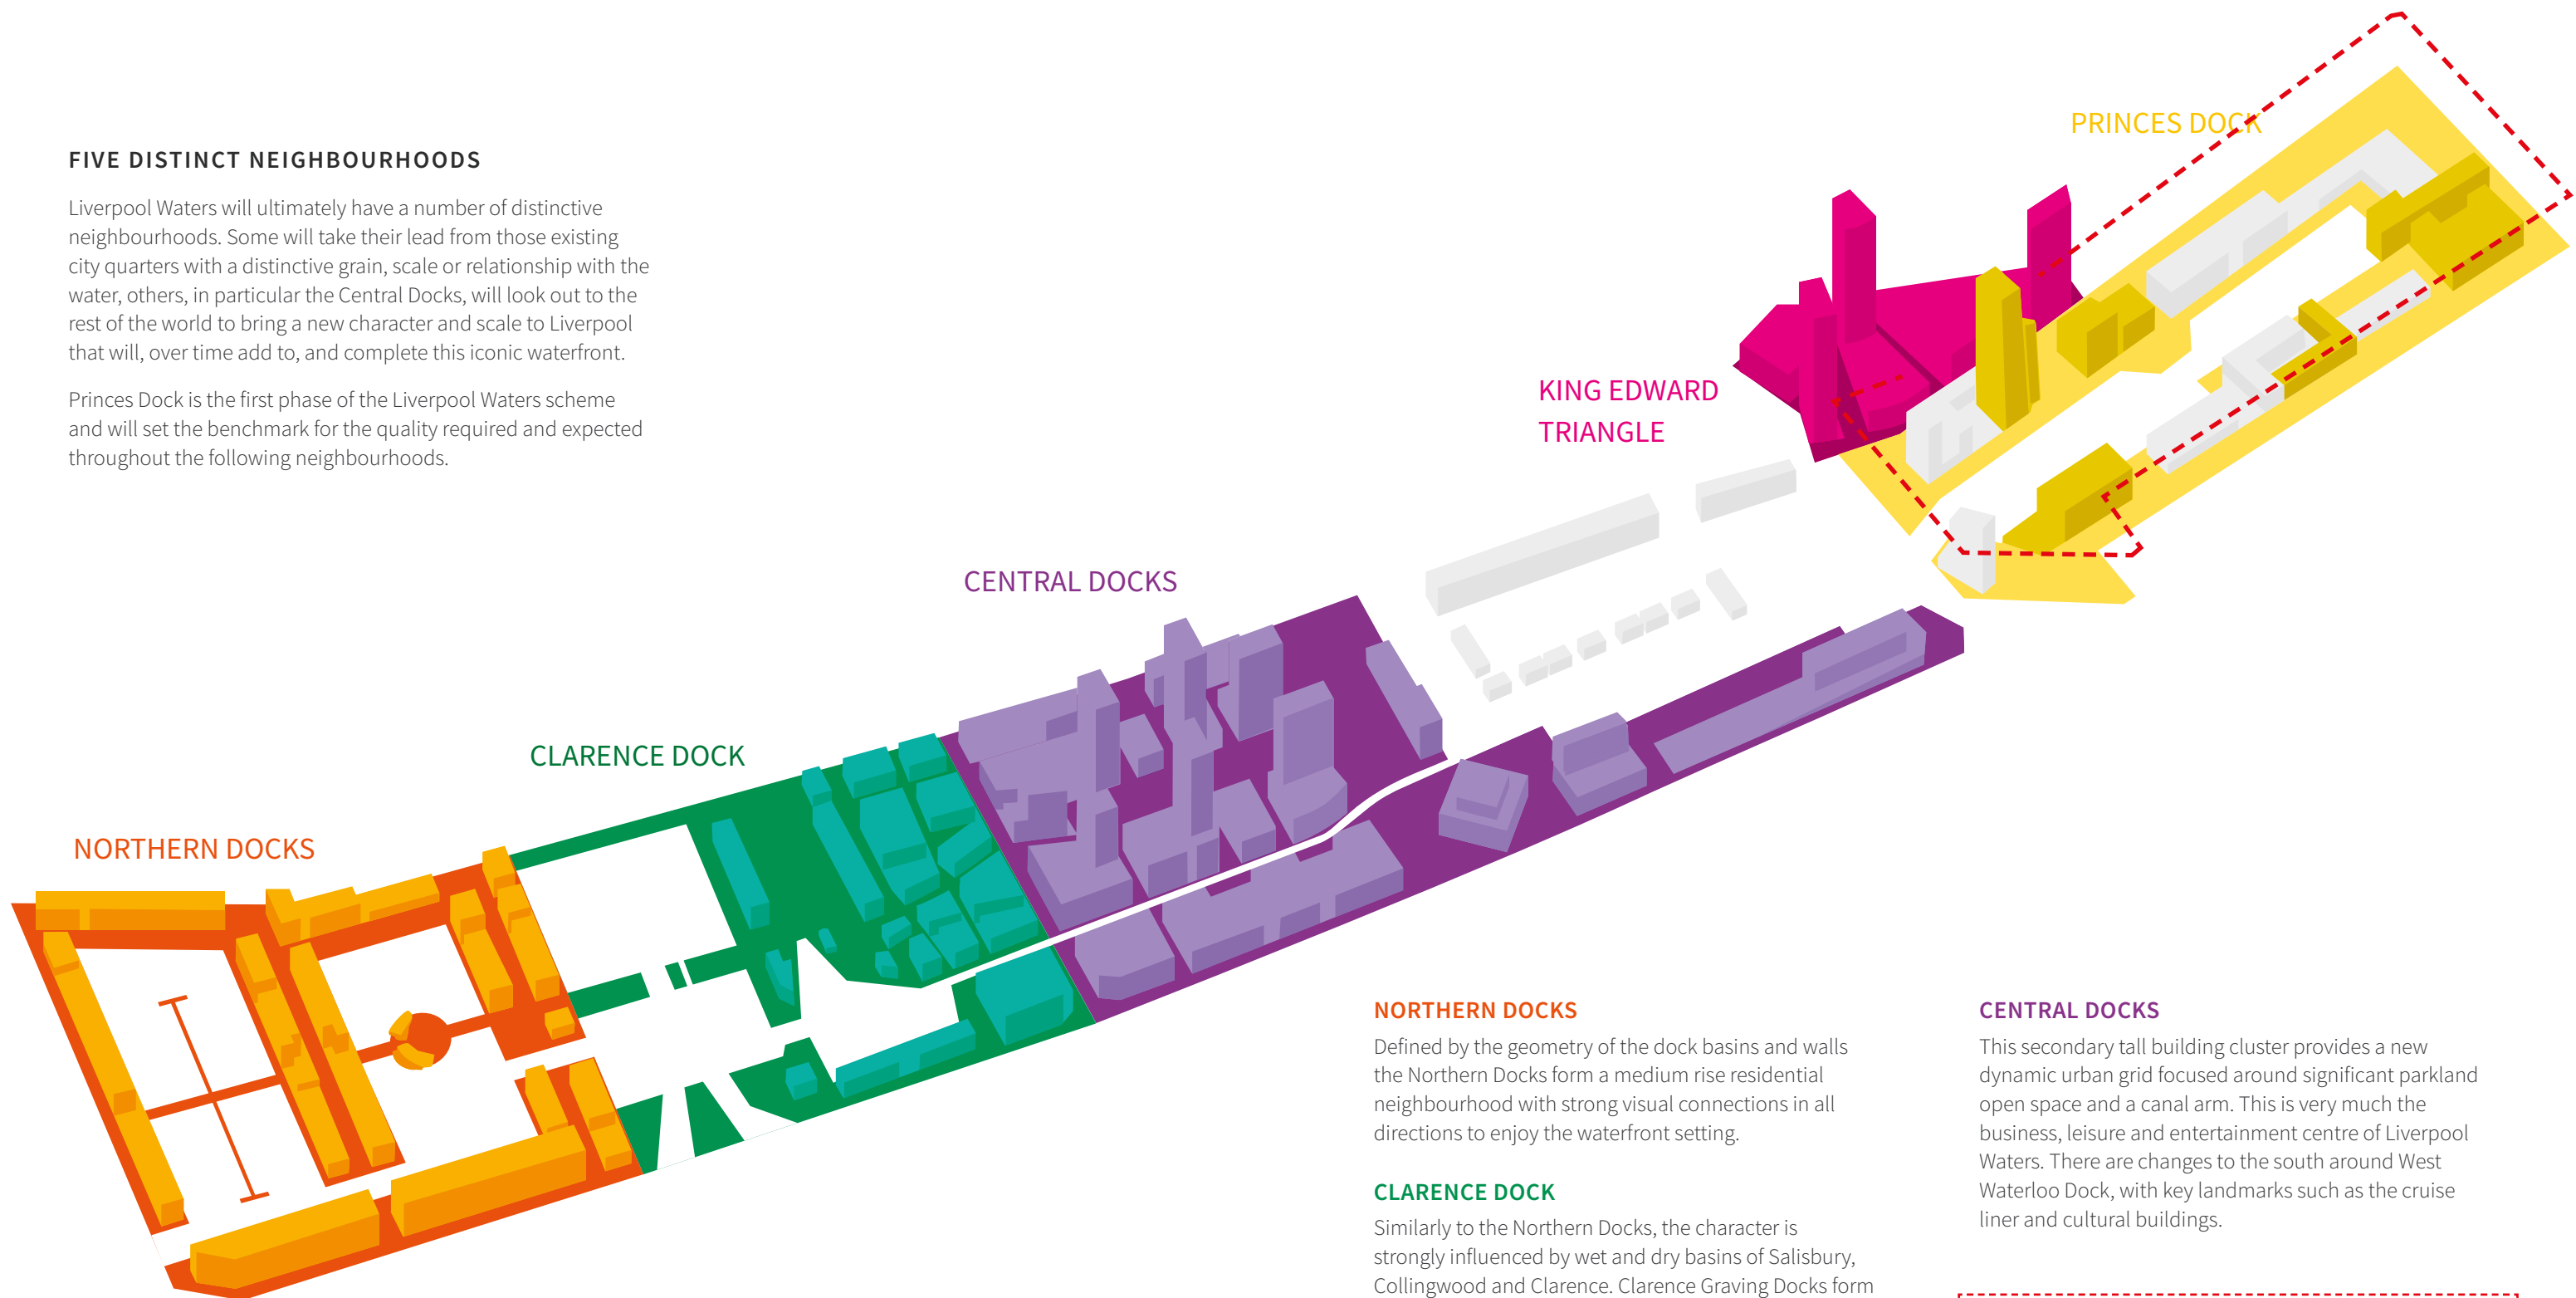 FIVE DISTINCT NEIGHBOURHOODS
Liverpool Waters will ultimately have a number of distinctive
neighbourhoods. Some will take their lead from those existing
city quarters with a distinctive grain, scale or relationship with the
water, others, in particular the Central Docks, will look out to the
rest of the world to bring a new character and scale to Liverpool
that will, over time add to, and complete this iconic waterfront.
Princes Dock is the first phase of the Liverpool Waters scheme
and will set the benchmark for the quality required and expected
throughout the following neighbourhoods.
PRINCES DOCK
KING EDWARD
TRIANGLE
CENTRAL DOCKS
CLARENCE DOCK
NORTHERN DOCKS
NORTHERN DOCKS
Defined by the geometry of the dock basins and walls
the Northern Docks form a medium rise residential
neighbourhood with strong visual connections in all
directions to enjoy the waterfront setting.
CLARENCE DOCK
Similarly to the Northern Docks, the character is
strongly influenced by wet and dry basins of Salisbury,
Collingwood and Clarence. Clarence Graving Docks form
CENTRAL DOCKS
This secondary tall building cluster provides a new
dynamic urban grid focused around significant parkland
open space and a canal arm. This is very much the
business, leisure and entertainment centre of Liverpool
Waters. There are changes to the south around West
Waterloo Dock, with key landmarks such as the cruise
liner and cultural buildings.